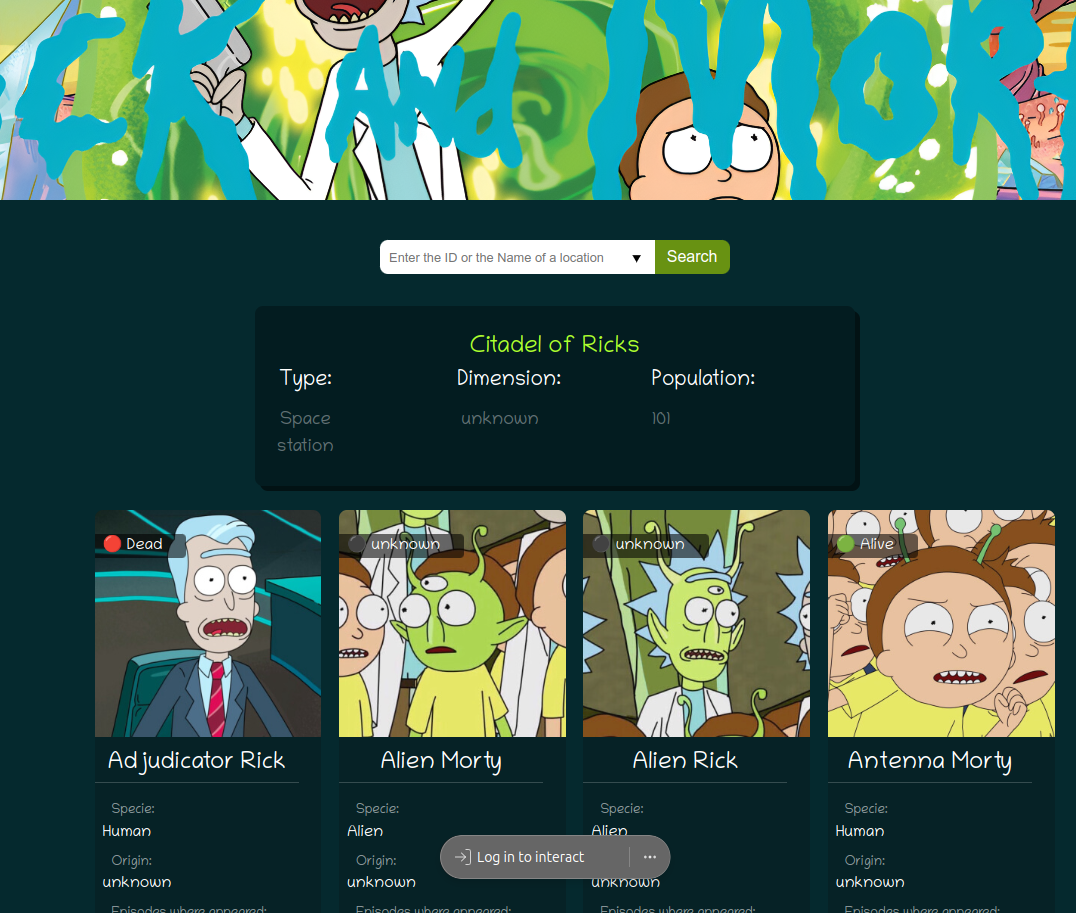 ICK And MOR
Enter the ID or the Name of a location ▼ Search
Citadel of Ricks
Type: Dimension: Population:
Space station unknown 101
Dead unknown unknown Alive
Adjudicator Rick Alien Morty Alien Rick Antenna Morty
Specie: Specie: Specie: Specie:
Human Alien Alien Human
Origin: Origin: Origin: Origin:
unknown unknown unknown unknown
Episodes where appeared: Episodes where appeared: Episodes where appeared: Episodes where appeared:
Log in to interact